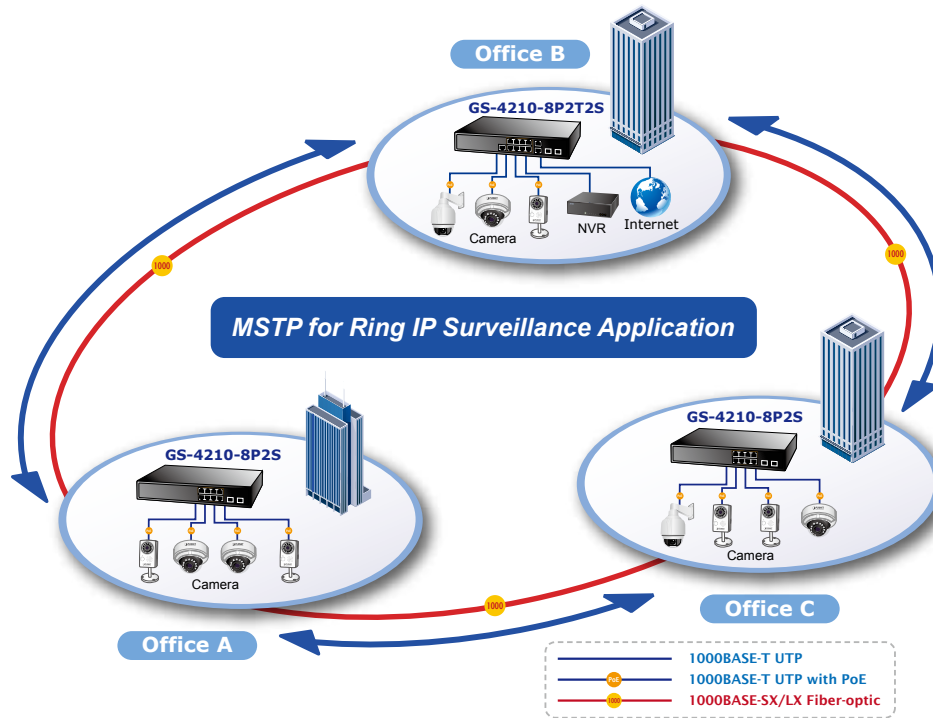 Office B
GS-4210-8P2T2S
Camera
NVR
Internet
1000
1000
MSTP for Ring IP Surveillance Application
GS-4210-8P2S
GS-4210-8P2S
Camera
Camera
1000
Office A
Office C
1000BASE-T UTP
PoE
1000BASE-T UTP with PoE
1000
1000BASE-SX/LX Fiber-optic